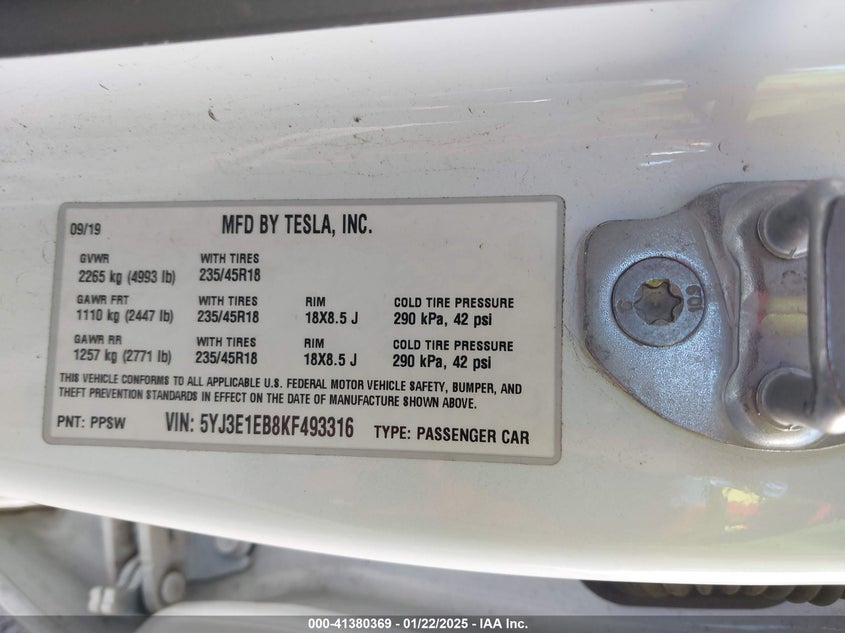 09/19 MFD BY TESLA, INC.
GVWR WITH TIRES
2265 kg (4993 lb) 235/45R18
GAWR FRT WITH TIRES RIM COLD TIRE PRESSURE
1110 kg (2447 lb) 235/45R18 18X8.5 J 290 kPa, 42 psi
GAWR RR WITH TIRES RIM COLD TIRE PRESSURE
1257 kg (2771 lb) 235/45R18 18X8.5 J 290 kPa, 42 psi
THIS VEHICLE CONFORMS TO ALL APPLICABLE U.S. FEDERAL MOTOR VEHICLE SAFETY, BUMPER, AND
THEFT PREVENTION STANDARDS IN EFFECT ON THE DATE OF MANUFACTURE SHOWN ABOVE.
PNT: PPSW VIN: 5YJ3E1EB8KF493316 TYPE: PASSENGER CAR
000-41380369 - 01/22/2025 - IAA Inc.